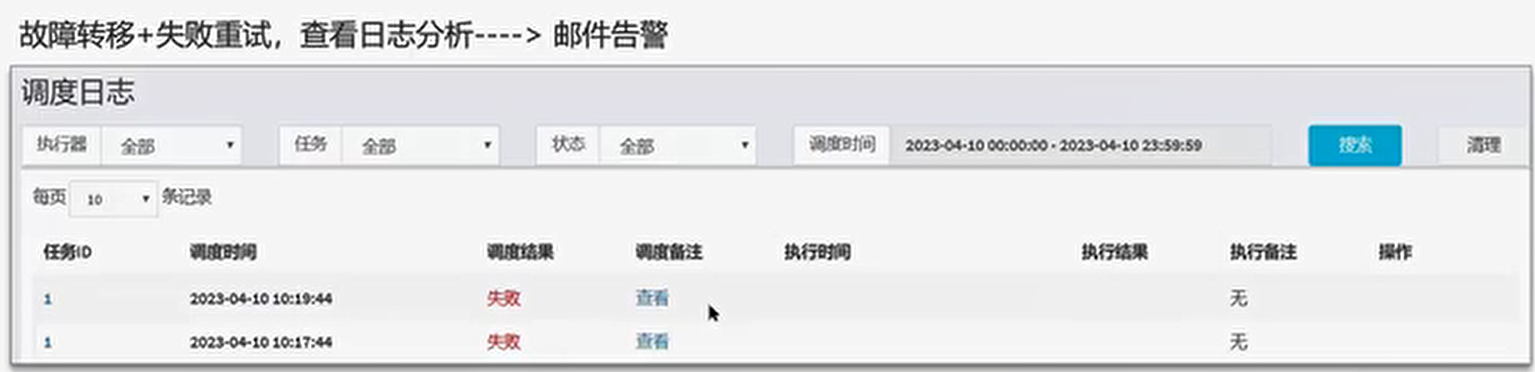 故障转移+失败重试，查看日志分析----> 邮件告警
调度日志
执行器 全部 任务 全部 状态 全部 调度时间 2023-04-10 00:00:00 - 2023-04-10 23:59:59 搜索 清理
每页 10 条记录
任务ID 调度时间 调度结果 调度备注 执行时间 执行结果 执行备注 操作
1 2023-04-10 10:19:44 失败 查看 无
1 2023-04-10 10:17:44 失败 查看 无